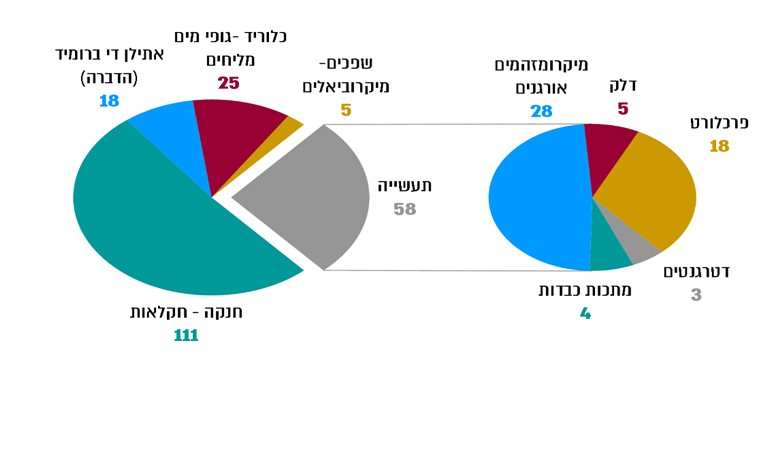 כלוריד -גופי מים
מליחים
25
אתילן די ברומיד
(הדברה)
18
שפכים-
מיקרוביאלים
5
תעשייה
58
חנקה - חקלאות
111
מיקרומזהמים
אורגנים
28
דלק
5
פרכלורט
18
דטרגנטים
3
מתכות כבדות
4